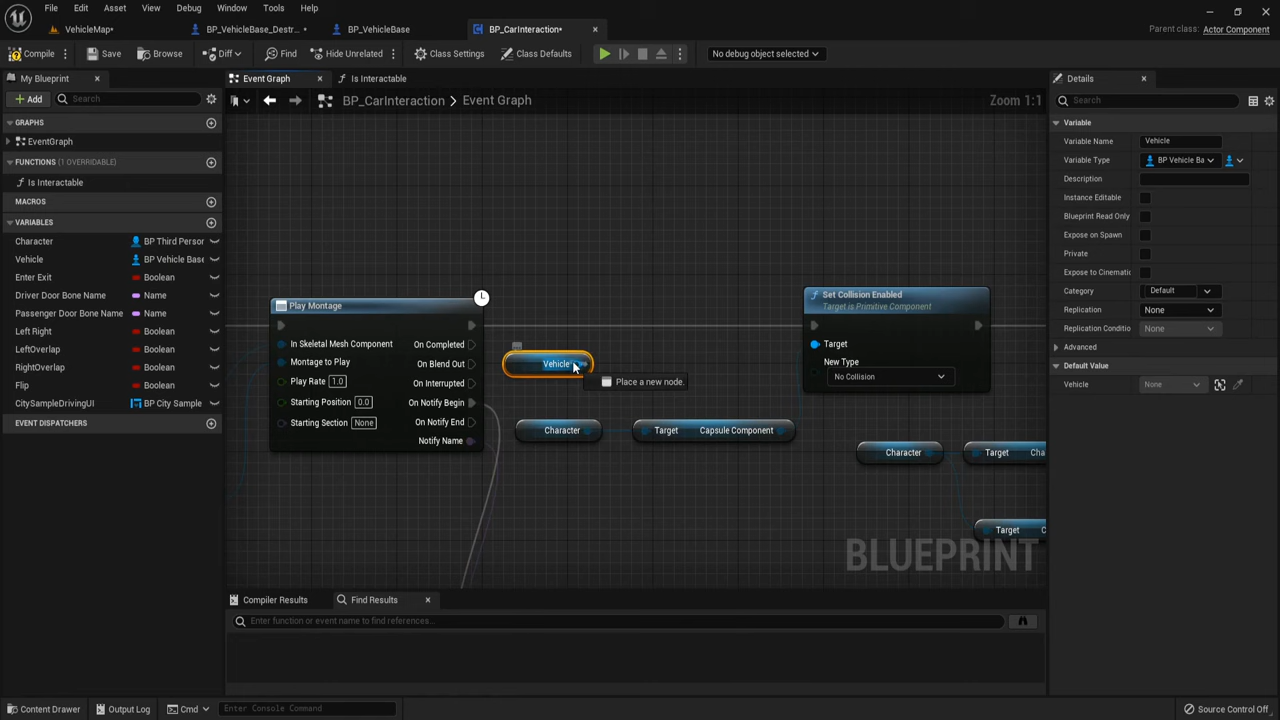 File Edit Asset View Debug Window Tools Help
VehicleMap* BP_VehicleBase_Destr... BP_VehicleBase BP_CarInteraction* Parent class: Actor Component
Compile Save Browse Diff Find Hide Unrelated Class Settings Class Defaults No debug object selected
My Blueprint Event Graph Is Interactable Details
Add Search BP_CarInteraction > Event Graph Zoom 1:1 Search
GRAPHS
EventGraph
FUNCTIONS (1 OVERRIDABLE)
Is Interactable
MACROS
VARIABLES
Character BP Third Person
Vehicle BP Vehicle Base
Enter Exit Boolean
Driver Door Bone Name Name
Passenger Door Bone Name Name
Left Right Boolean
LeftOverlap Boolean
RightOverlap Boolean
Flip Boolean
CitySampleDrivingUI BP City Sample
EVENT DISPATCHERS
Play Montage
In Skeletal Mesh Component On Completed
Montage to Play On Blend Out
Play Rate 1.0 On Interrupted
Starting Position 0.0 On Notify Begin
Starting Section None On Notify End
Notify Name
Vehicle
Place a new node.
Character Target Capsule Component
Set Collision Enabled
Target is Primitive Component
Target
New Type
No Collision
Character Target Cha
Target C
BLUEPRINT
Variable
Variable Name Vehicle
Variable Type BP Vehicle Ba
Description
Instance Editable
Blueprint Read Only
Expose on Spawn
Private
Expose to Cinematic
Category Default
Replication None
Replication Condition None
Advanced
Default Value
Vehicle None
Compiler Results Find Results
Enter function or event name to find references...
Content Drawer Output Log Cmd Enter Console Command Source Control Off